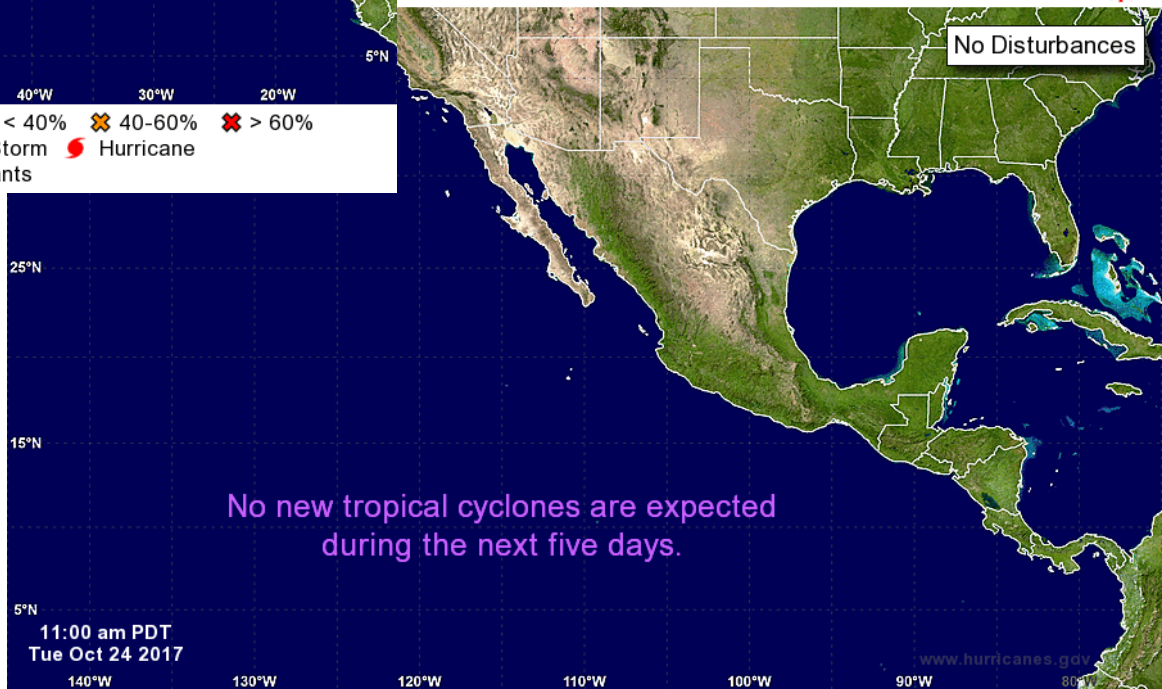 5°N
No Disturbances
40°W 30°W 20°W
< 40% 40-60% > 60%
Storm Hurricane
nts
25°N
15°N
No new tropical cyclones are expected
during the next five days.
5°N
11:00 am PDT
Tue Oct 24 2017
www.hurricanes.gov
140°W 130°W 120°W 110°W 100°W 90°W 80°W